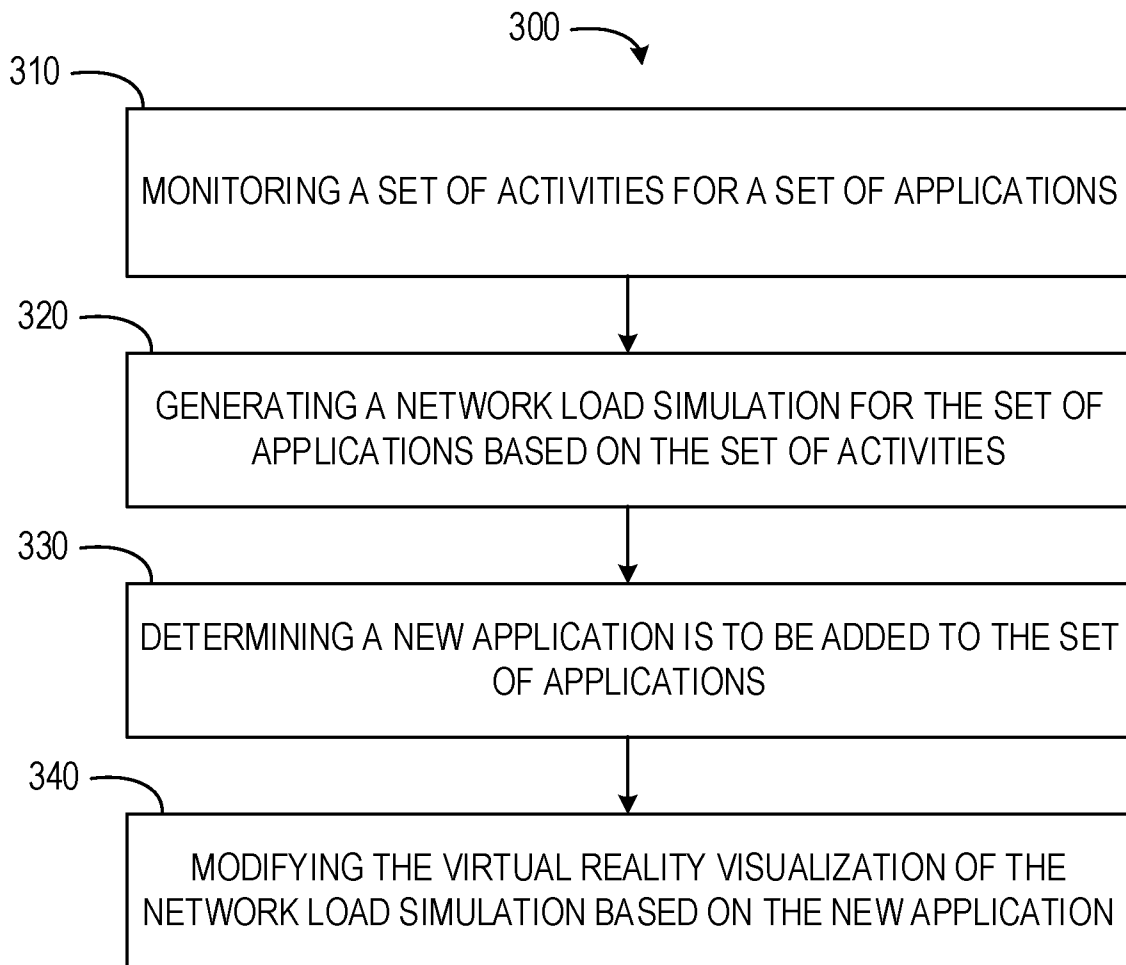 300
310
MONITORING A SET OF ACTIVITIES FOR A SET OF APPLICATIONS
320
GENERATING A NETWORK LOAD SIMULATION FOR THE SET OF
APPLICATIONS BASED ON THE SET OF ACTIVITIES
330
DETERMINING A NEW APPLICATION IS TO BE ADDED TO THE SET
OF APPLICATIONS
340
MODIFYING THE VIRTUAL REALITY VISUALIZATION OF THE
NETWORK LOAD SIMULATION BASED ON THE NEW APPLICATION